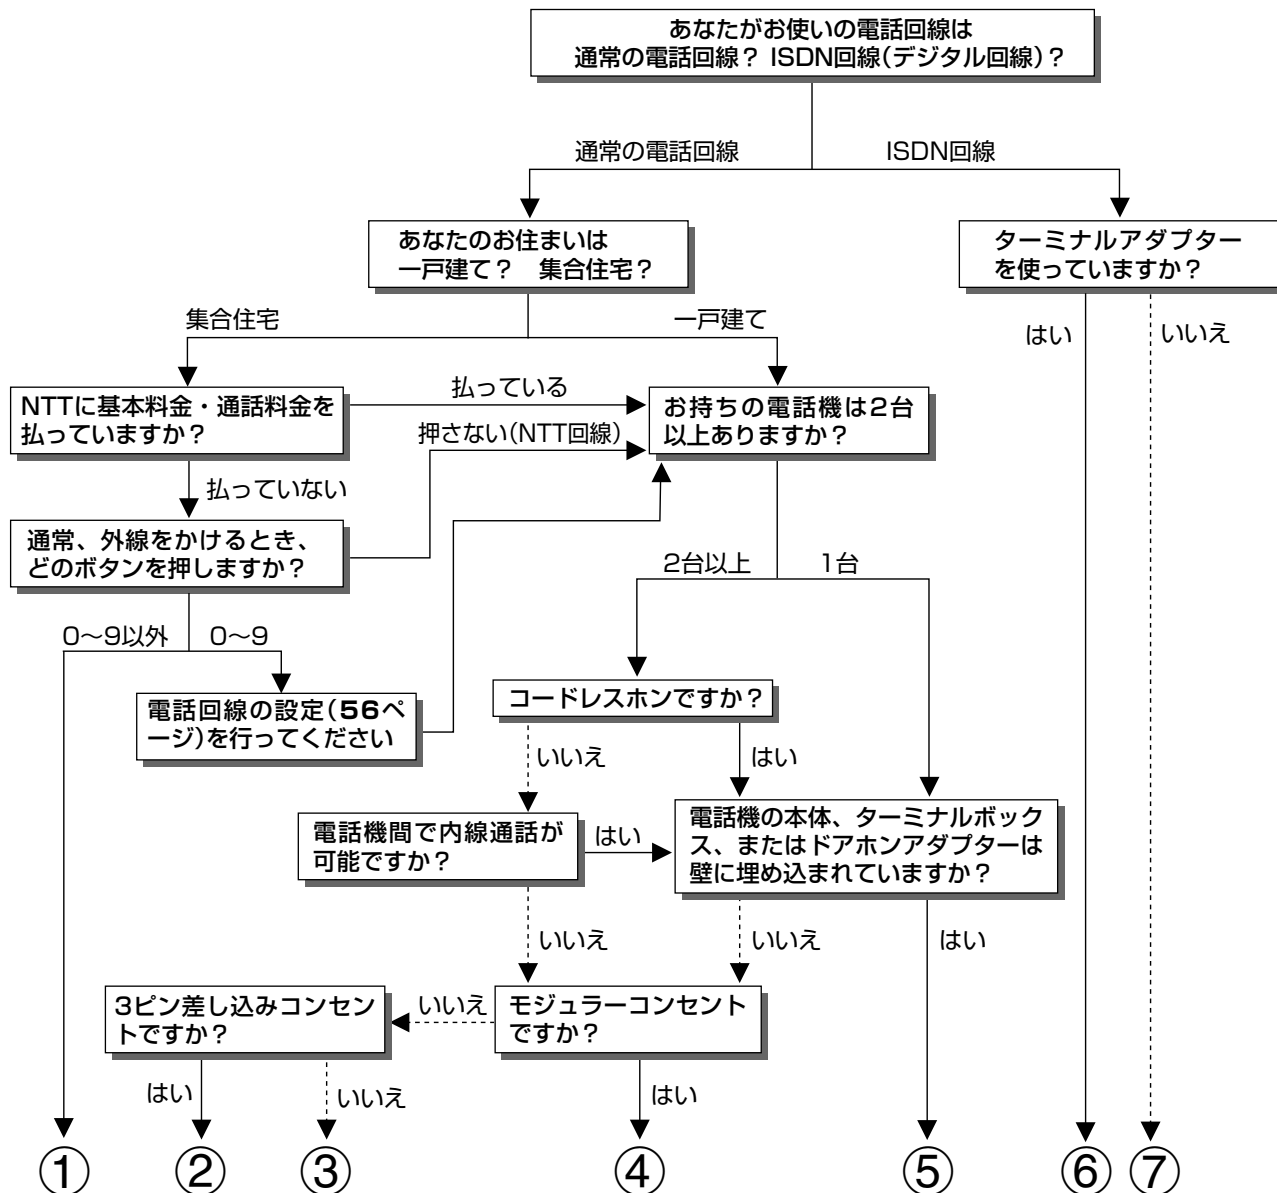 あなたがお使いの電話回線は
通常の電話回線? ISDN回線(デジタル回線)?
通常の電話回線
ISDN回線
あなたのお住まいは
一戸建て? 集合住宅?
ターミナルアダプター
を使っていますか?
集合住宅
一戸建て
はい
いいえ
NTTに基本料金・通話料金を
払っていますか?
払っている
お持ちの電話機は2台
以上ありますか?
押さない(NTT回線)
払っていない
通常、外線をかけるとき、
どのボタンを押しますか?
2台以上
1台
0〜9以外
0〜9
電話回線の設定(56ペ
ージ)を行ってください
コードレスホンですか?
いいえ
はい
電話機間で内線通話が
可能ですか?
はい
電話機の本体、ターミナルボック
ス、またはドアホンアダプターは
壁に埋め込まれていますか?
いいえ
いいえ
はい
3ピン差し込みコンセン
トですか?
いいえ
モジュラーコンセント
ですか?
はい
いいえ
はい
①
②
③
④
⑤
⑥
⑦